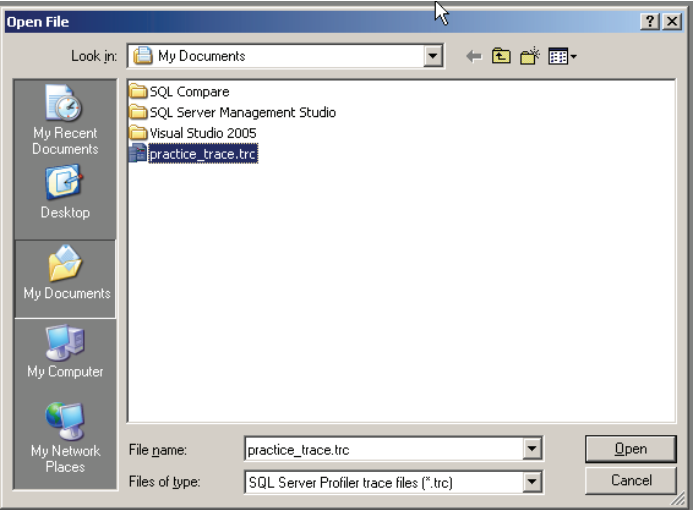 Open File
Look in: My Documents
SQL Compare
SQL Server Management Studio
Visual Studio 2005
practice_trace.trc
My Recent
Documents
Desktop
My Documents
My Computer
My Network
Places
File name: practice_trace.trc Open
Files of type: SQL Server Profiler trace files (*.trc) Cancel